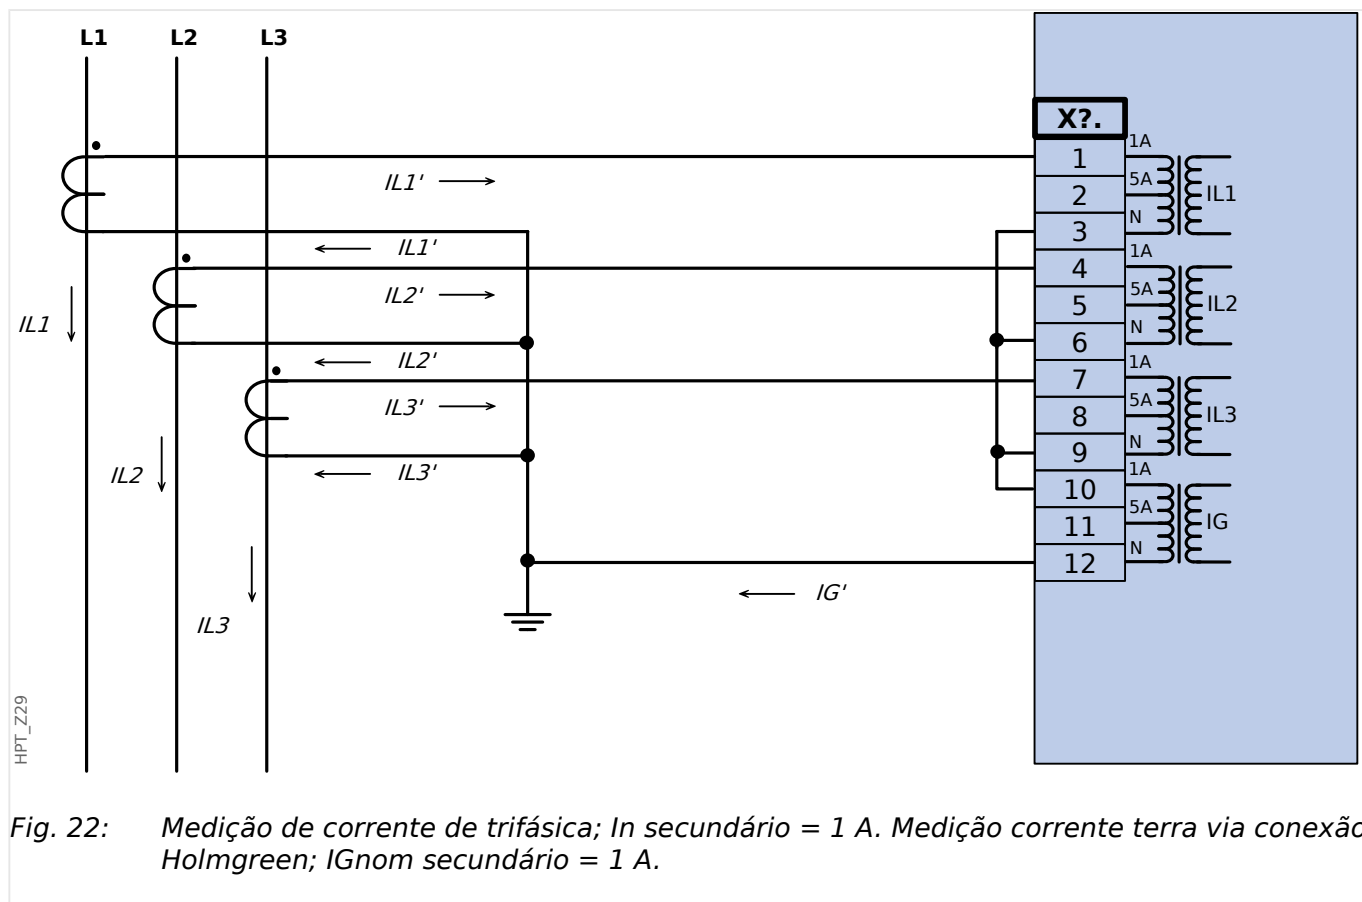 L1 L2 L3
X?.
1A
1
IL1' 5A
2 IL1
N
3
IL1' 1A
4
IL2' 5A
5 IL2
IL1 N
6
IL2' 1A
7
IL3' 5A
8 IL3
N
9
IL2 IL3' 1A
10
5A
11 IG
N
12
IG'
IL3
HPT_Z29
Fig. 22: Medição de corrente de trifásica; In secundário = 1 A. Medição corrente terra via conexão
Holmgreen; IGnom secundário = 1 A.